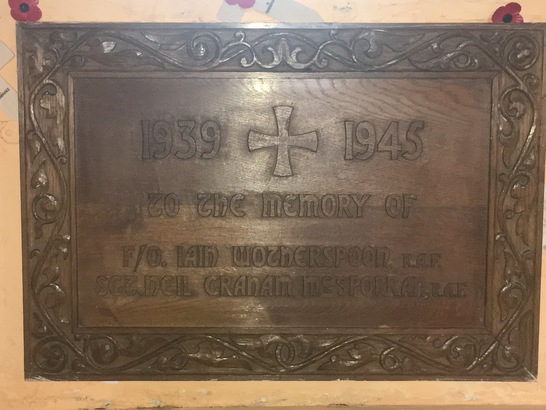 1939 1945
TO THE MEMORY OF
F/O. IAIN WOTHERSPOON. R.A.F.
SGT. NEIL GRAHAM McSPORRAN, R.A.F.